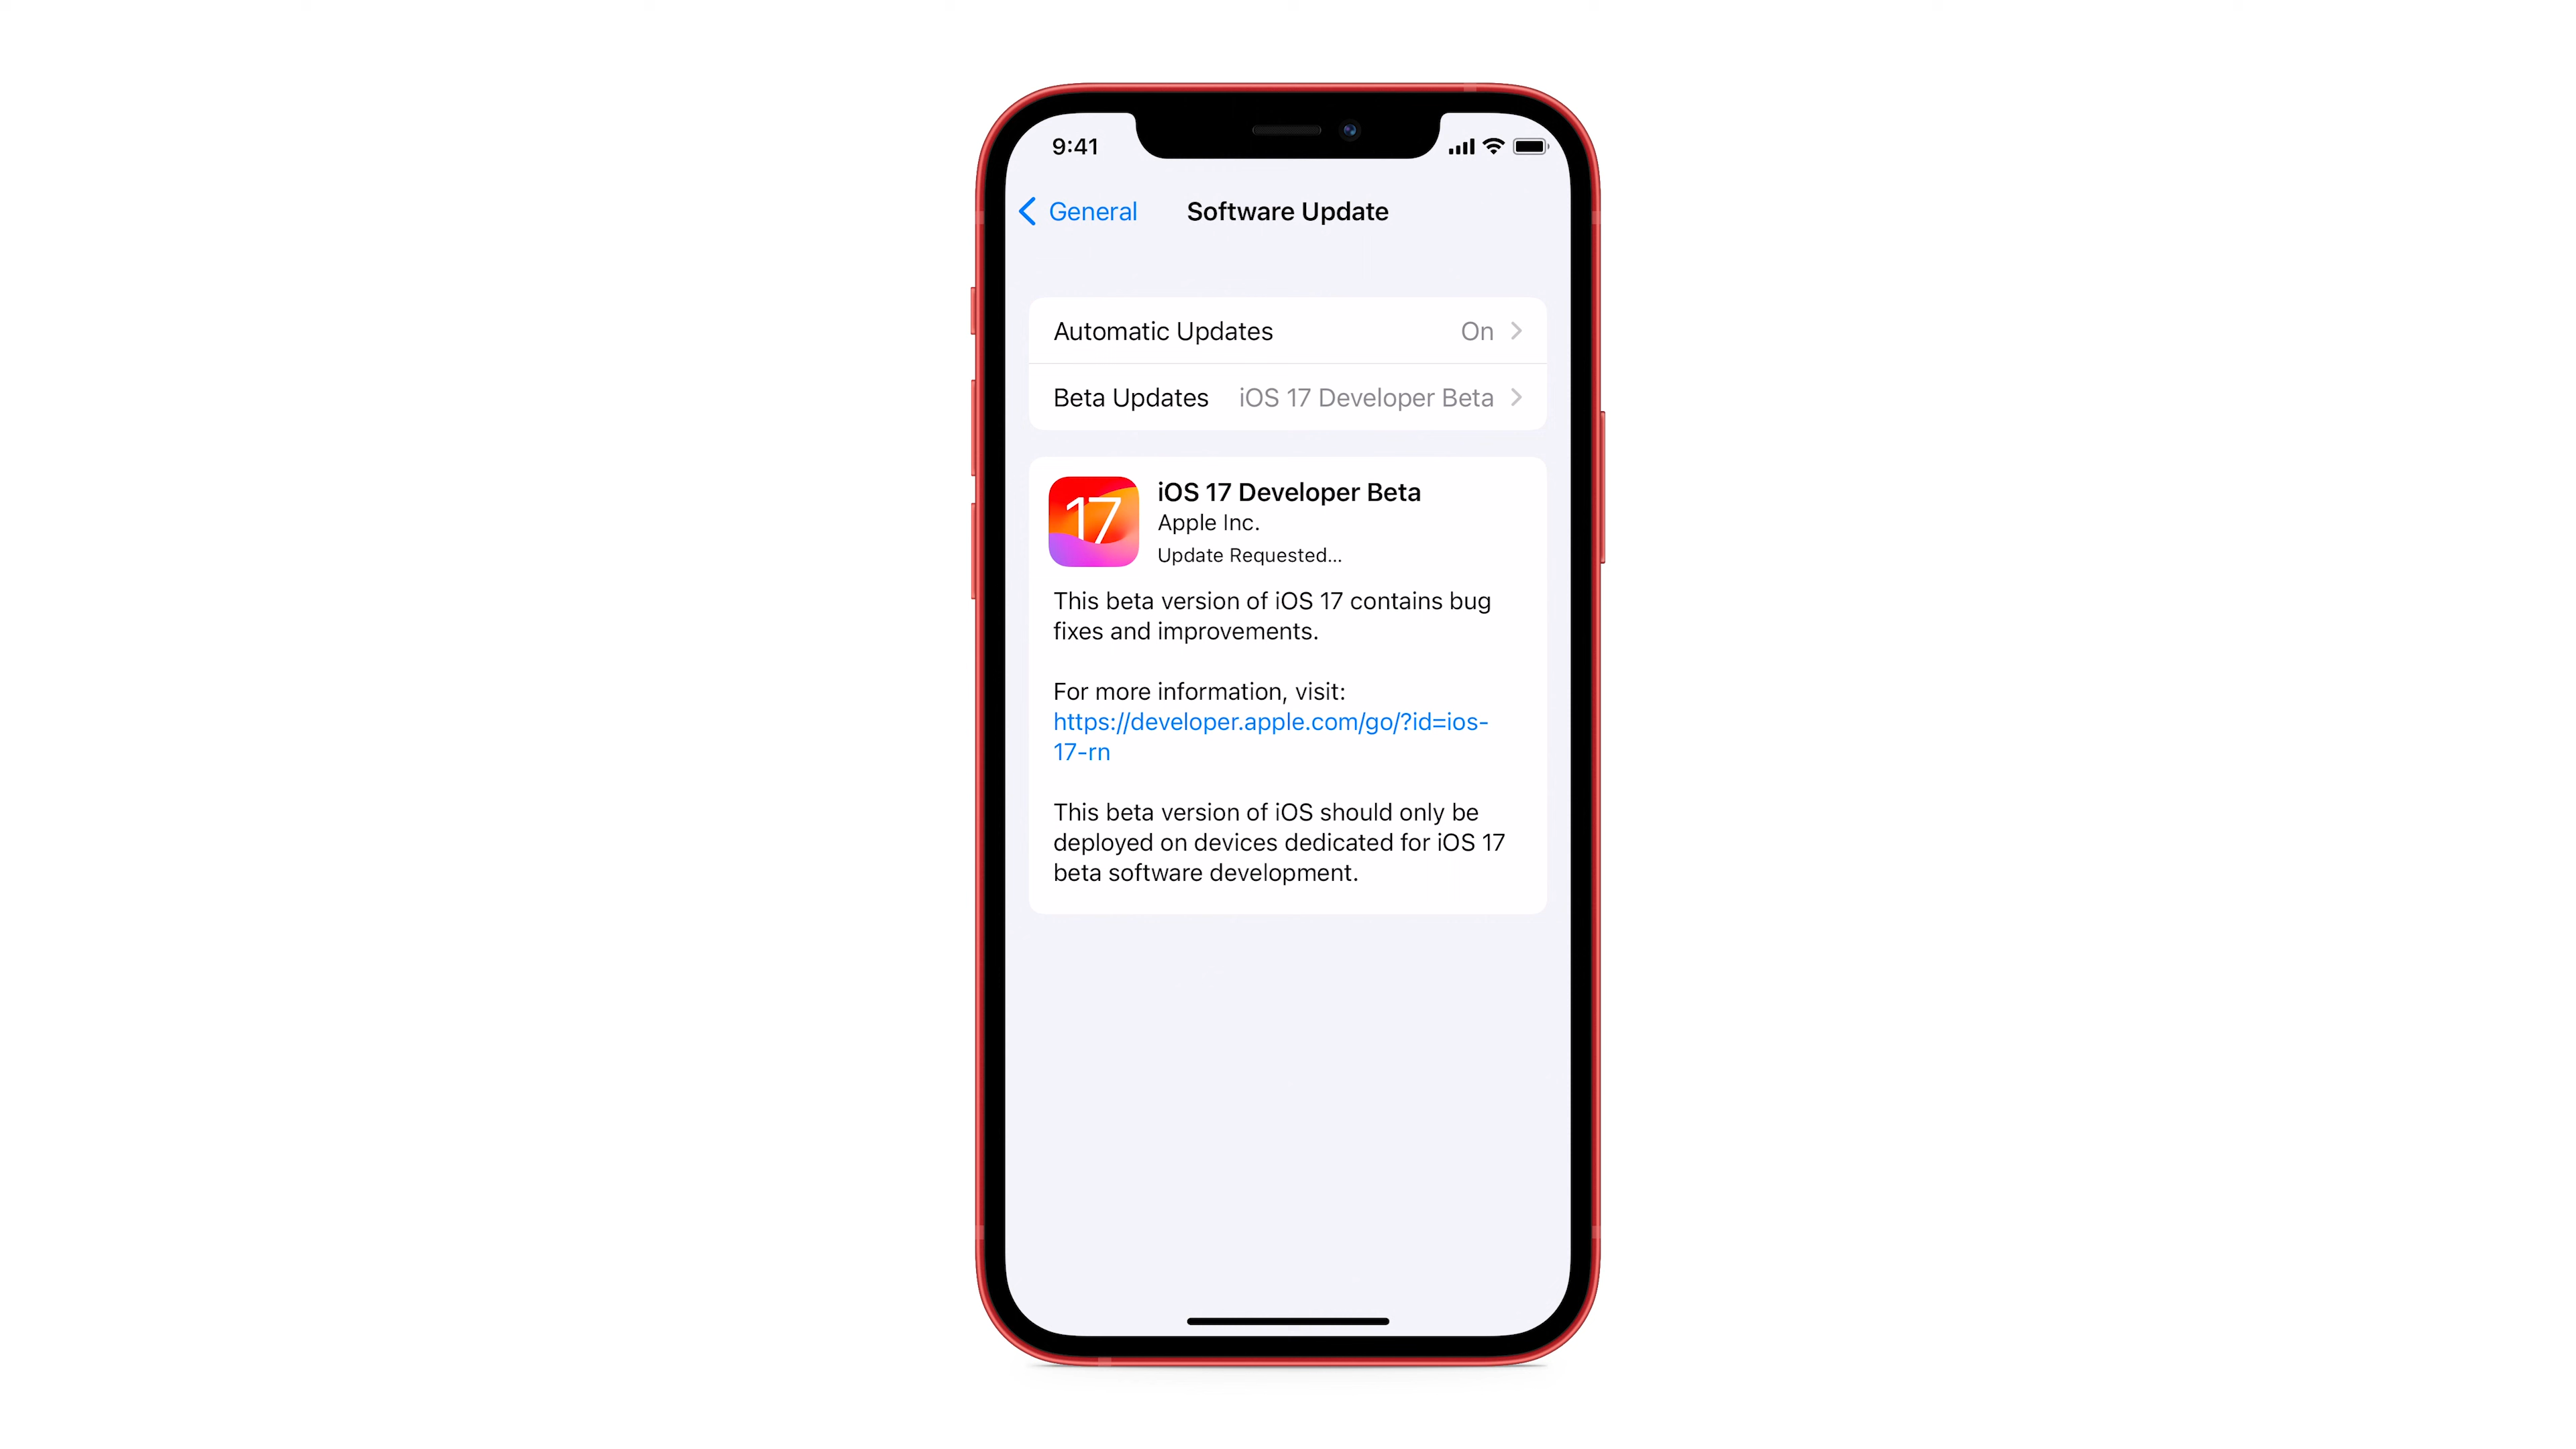 9:41
General
Software Update
Automatic Updates On
Beta Updates iOS 17 Developer Beta
17
iOS 17 Developer Beta
Apple Inc.
Update Requested...
This beta version of iOS 17 contains bug
fixes and improvements.
For more information, visit:
https://developer.apple.com/go/?id=ios-
17-rn
This beta version of iOS should only be
deployed on devices dedicated for iOS 17
beta software development.